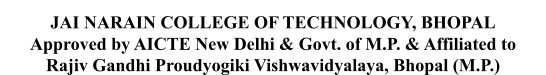 JAI NARAIN COLLEGE OF TECHNOLOGY, BHOPAL
Approved by AICTE New Delhi & Govt. of M.P. & Affiliated to
Rajiv Gandhi Proudyogiki Vishwavidyalaya, Bhopal (M.P.)